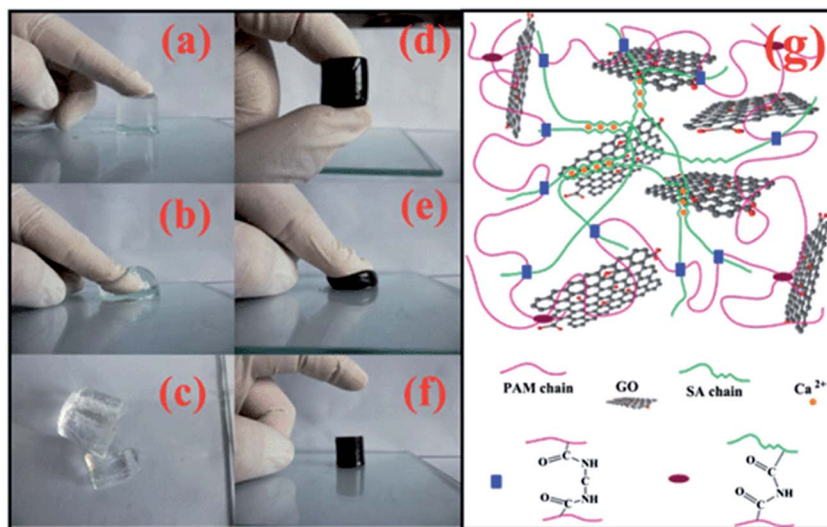 (a)
(b)
(c)
(d)
(e)
(f)
(g)
PAM chain GO SA chain Ca²⁺
O C NH
C
O C NH
O C
NH
O C